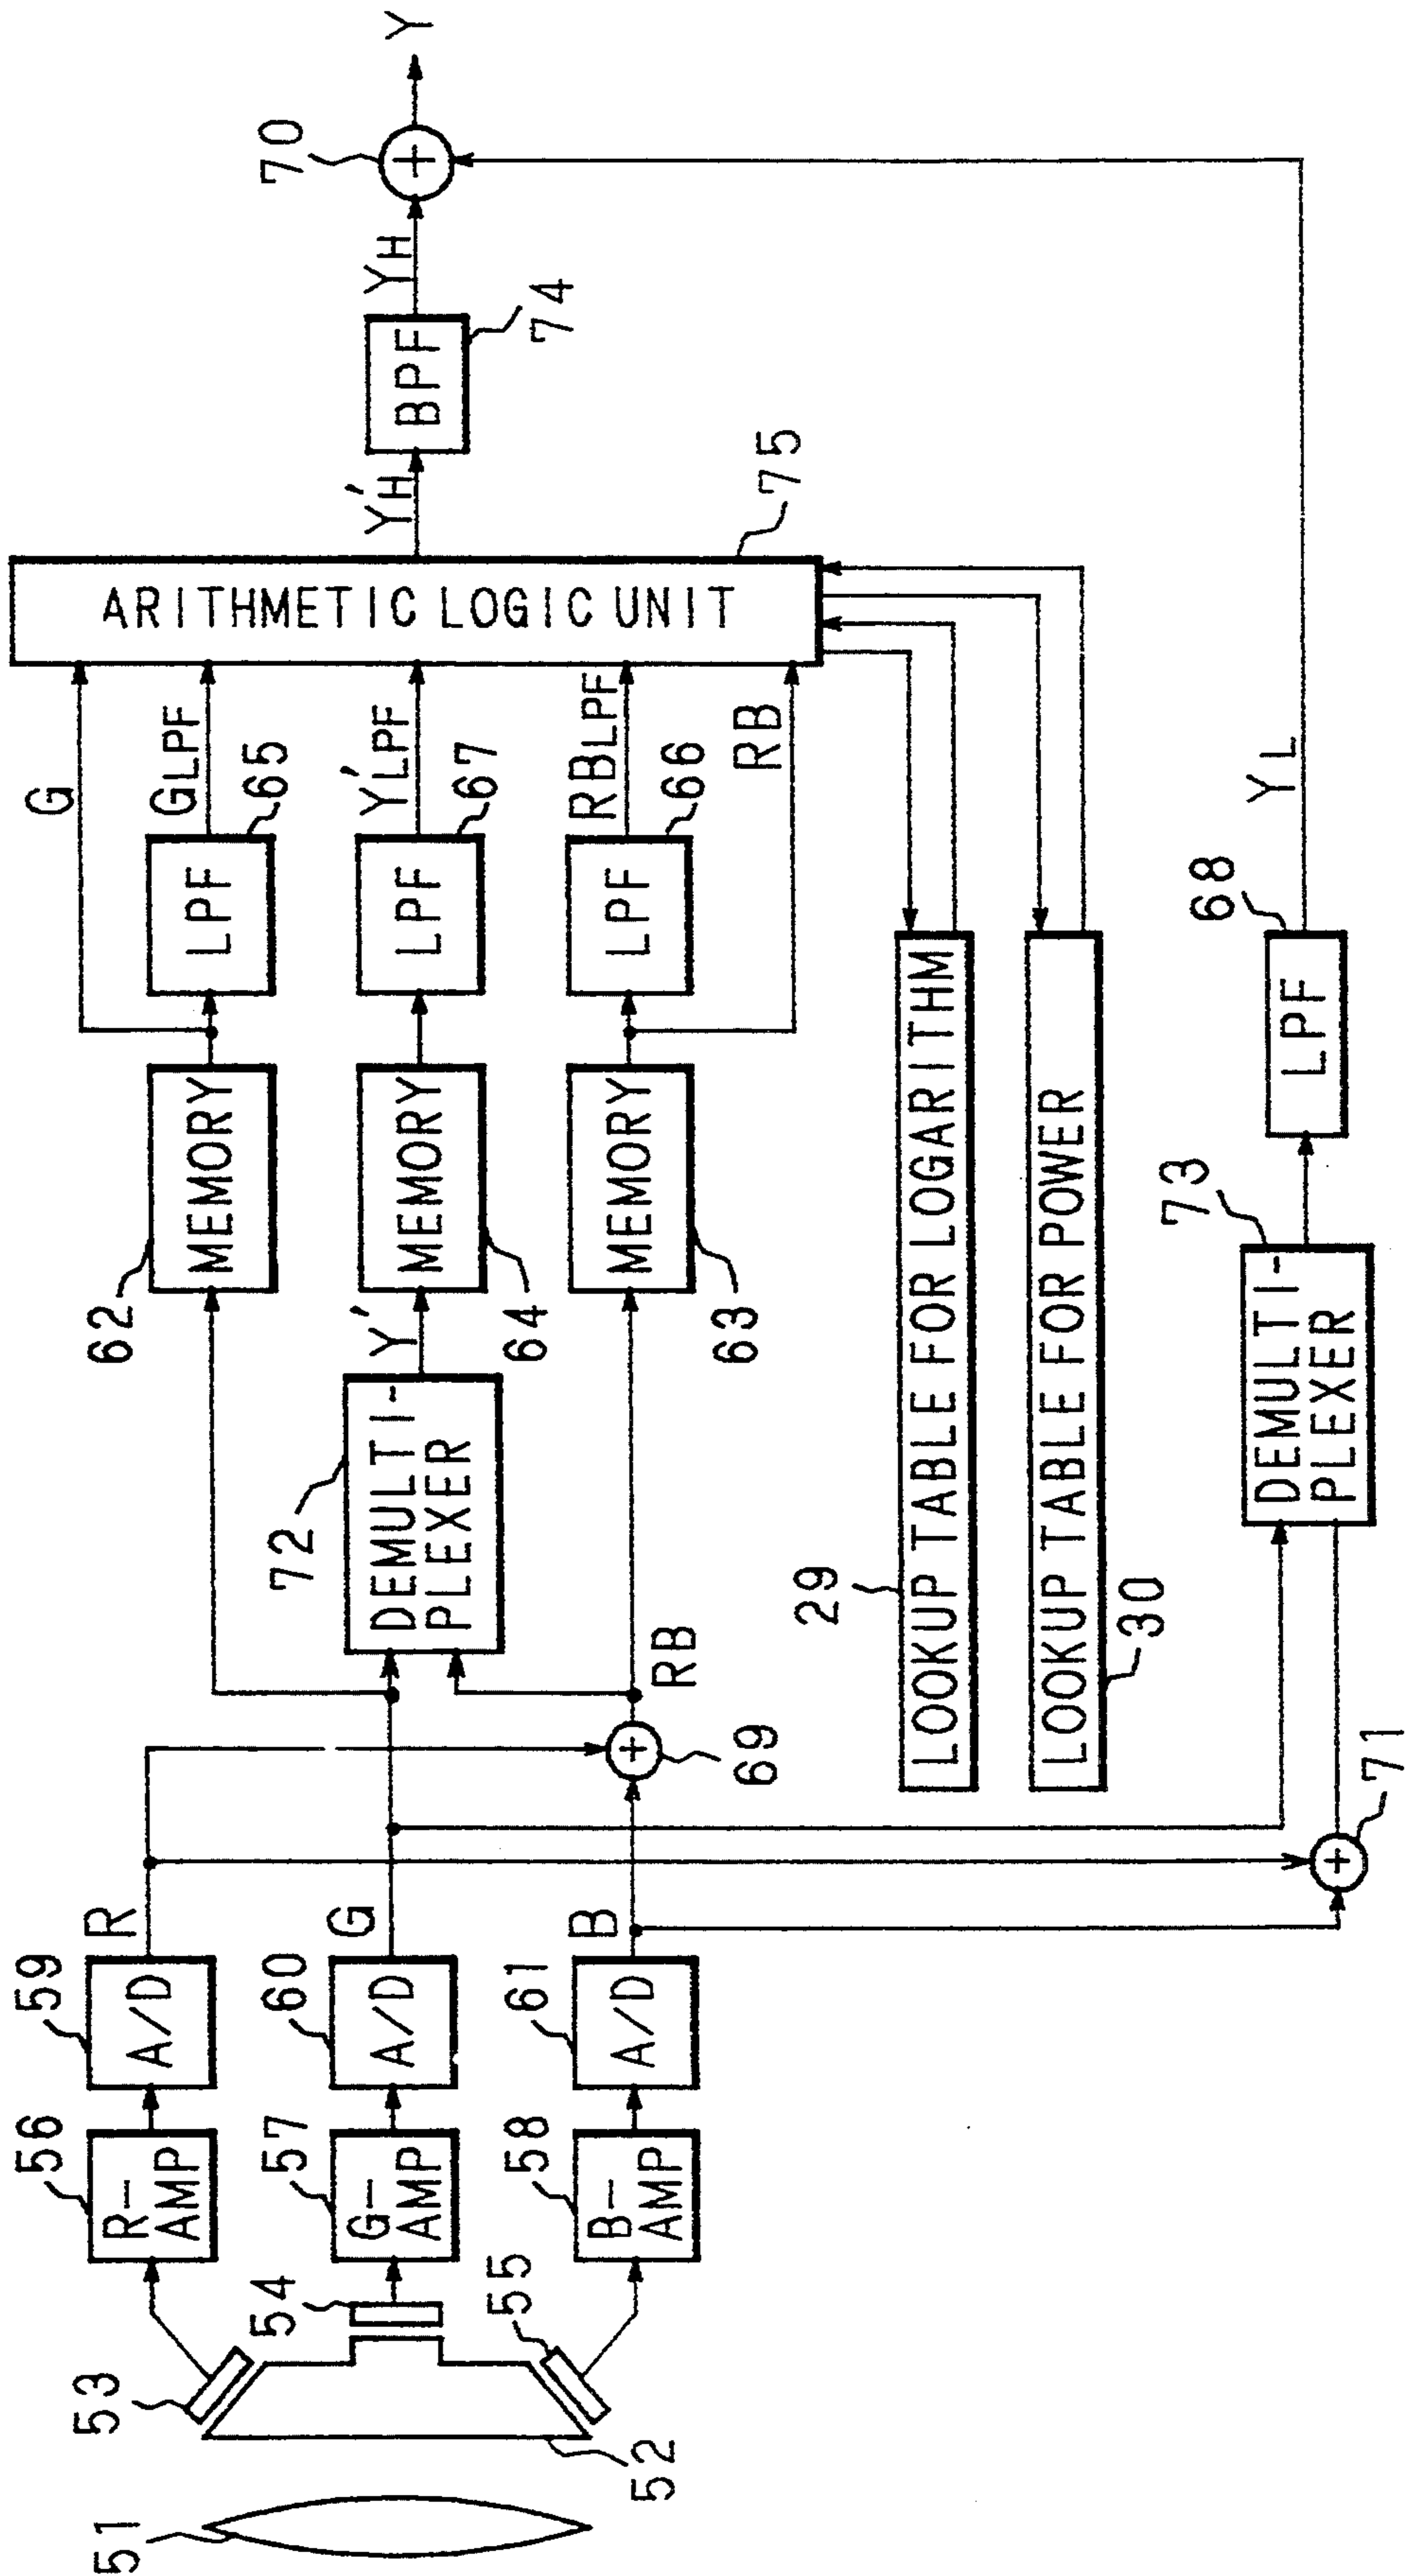 51
52
53
54
55
R-
AMP
56
G-
AMP
57
B-
AMP
58
A/D
59
A/D
60
A/D
61
R
G
B
69
RB
71
72
DEMULTI-
PLEXER
Y'
MEMORY
62
MEMORY
64
MEMORY
63
LPF
65
LPF
67
LPF
66
G
GLPF
Y'LPF
RBLPF
RB
ARITHMETIC LOGIC UNIT
75
Y'H
BPF
74
YH
70
Y
29
LOOKUP TABLE FOR LOGARITHM
LOOKUP TABLE FOR POWER
30
DEMULTI-
PLEXER
73
LPF
68
YL